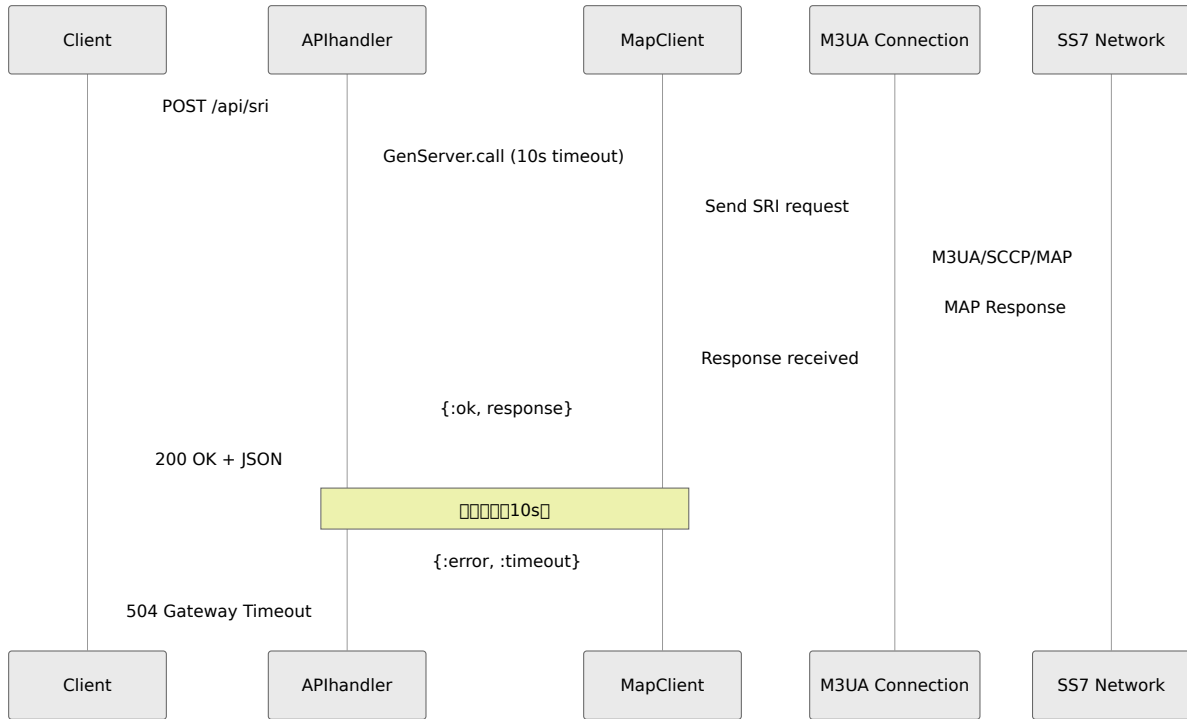 Client
APIhandler
MapClient
M3UA Connection
SS7 Network
POST /api/sri
GenServer.call (10s timeout)
Send SRI request
M3UA/SCCP/MAP
MAP Response
Response received
{:ok, response}
200 OK + JSON
10s
{:error, :timeout}
504 Gateway Timeout
Client
APIhandler
MapClient
M3UA Connection
SS7 Network